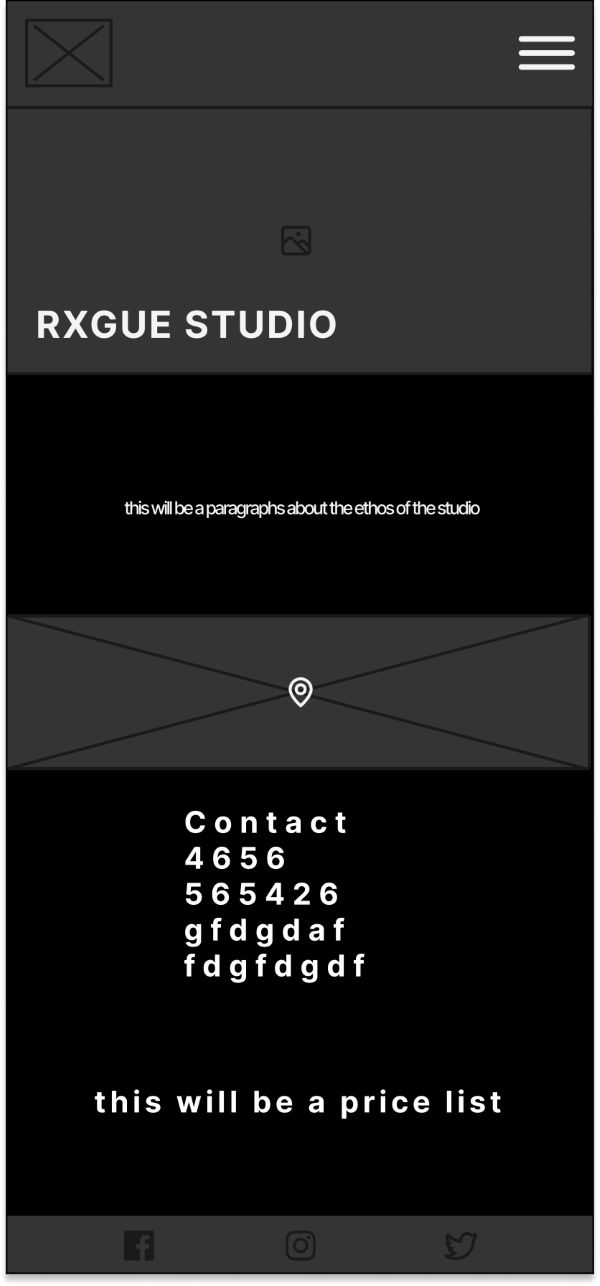 RXGUE STUDIO
this will be a paragraphs about the ethos of the studio
Contact
4656
565426
gfdgdaf
fdgfdgdf
this will be a price list